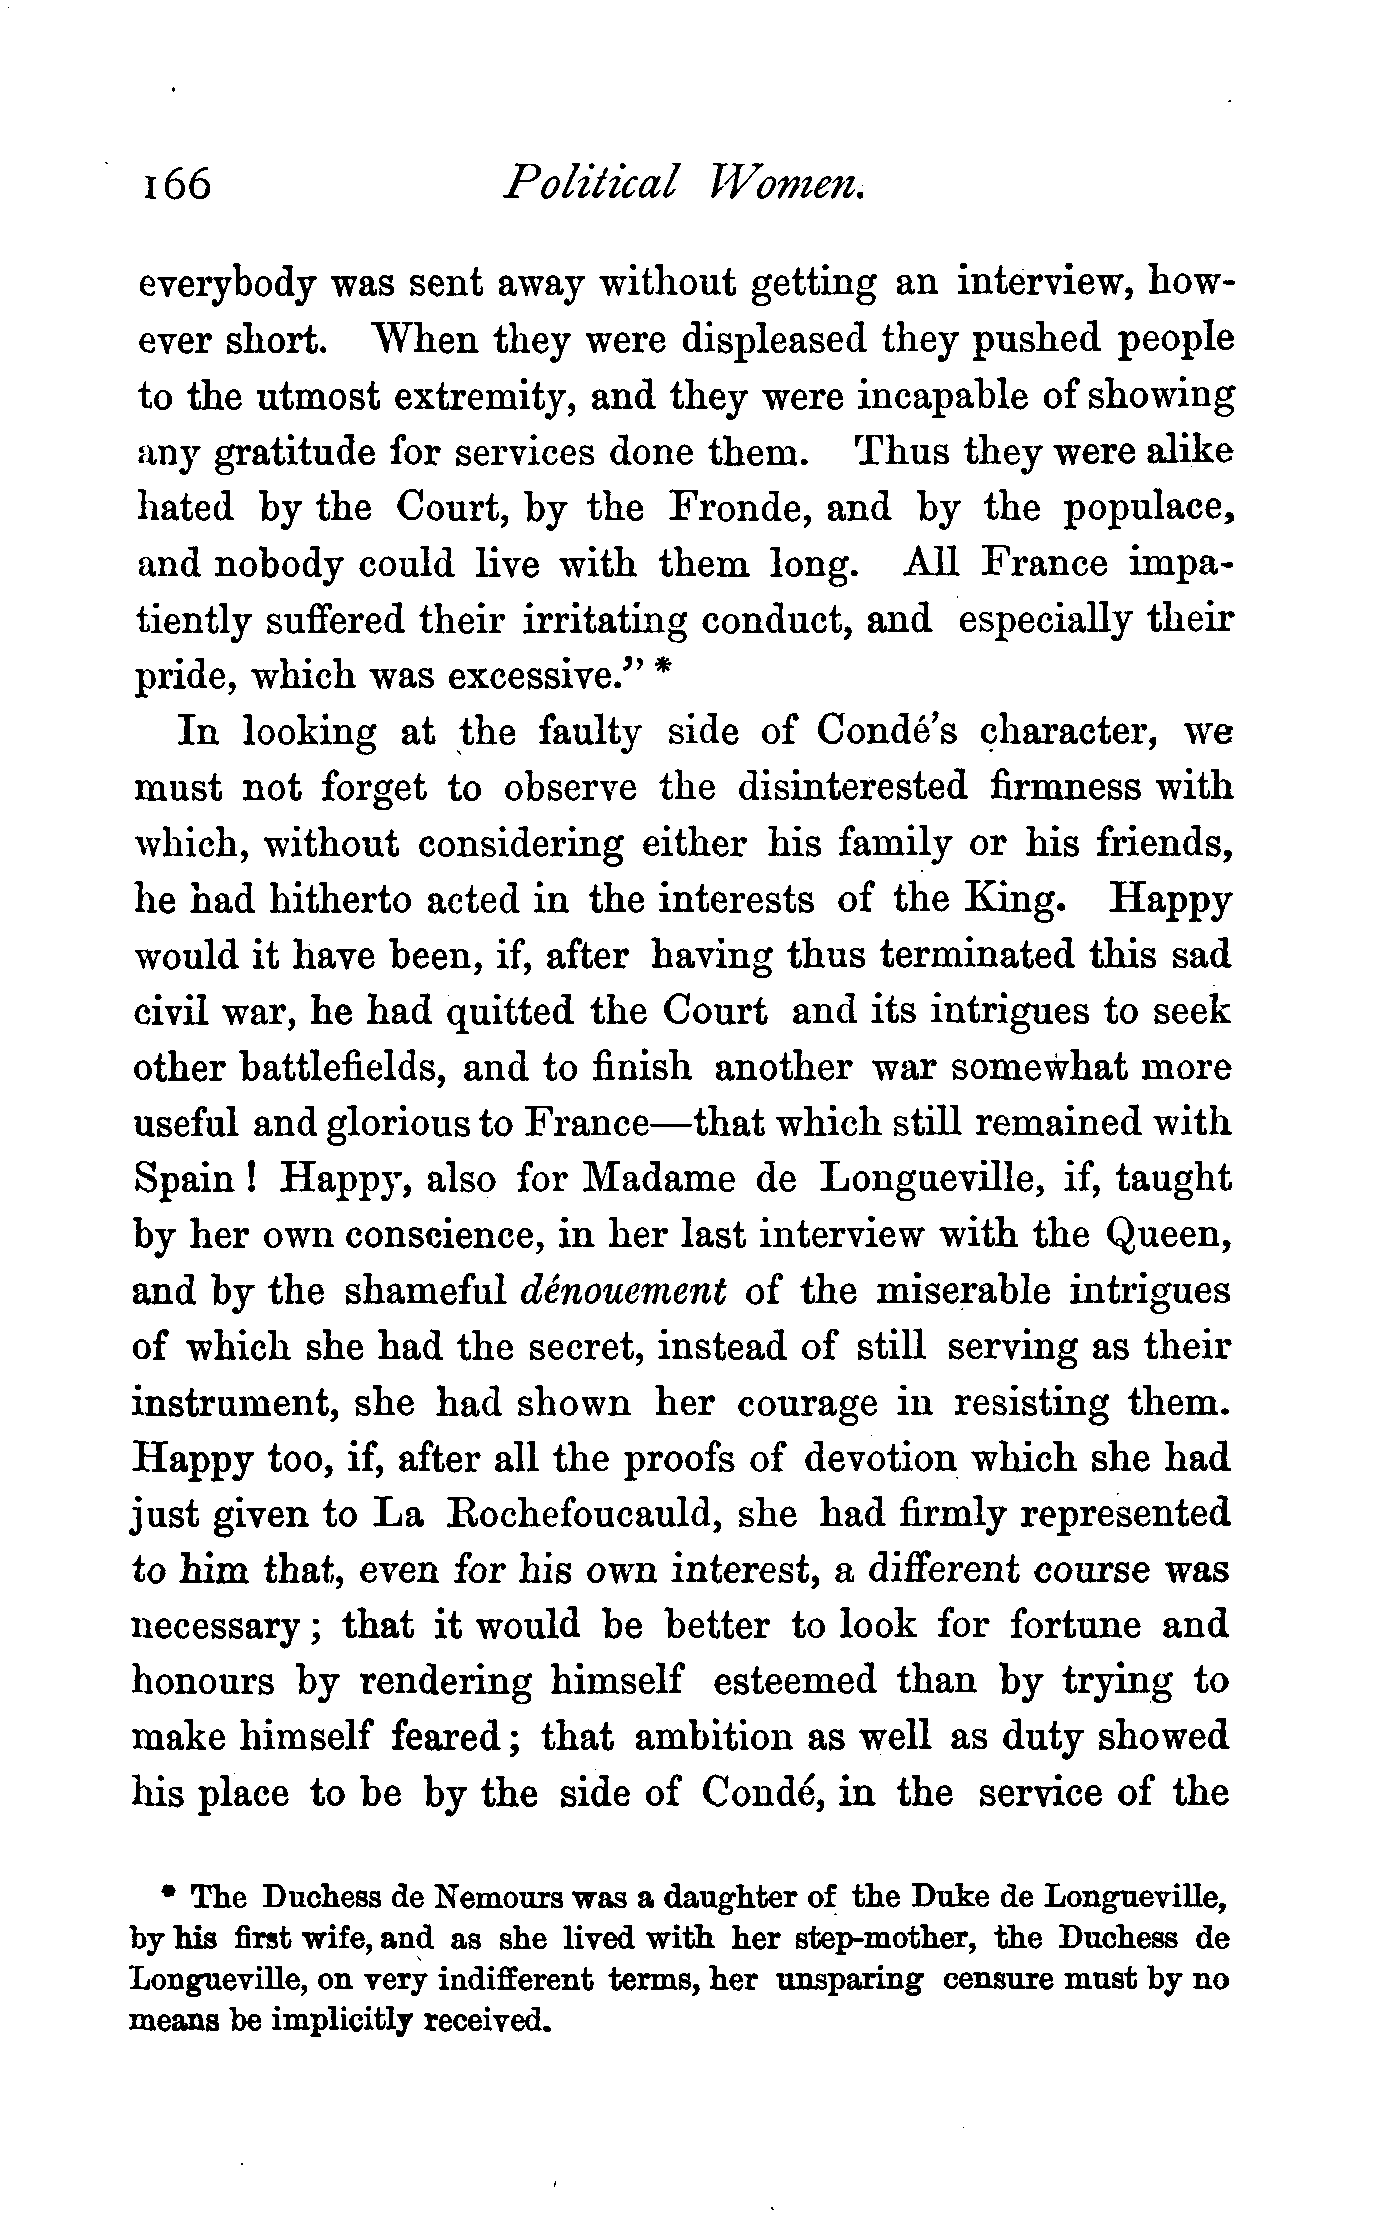 166 Political Women.
everybody was sent away without getting an interview, how-
ever short. When they were displeased they pushed people
to the utmost extremity, and they were incapable of showing
any gratitude for services done them. Thus they were alike
hated by the Court, by the Fronde, and by the populace,
and nobody could live with them long. All France impa-
tiently suffered their irritating conduct, and especially their
pride, which was excessive." *
In looking at the faulty side of Condé's character, we
must not forget to observe the disinterested firmness with
which, without considering either his family or his friends,
he had hitherto acted in the interests of the King. Happy
would it have been, if, after having thus terminated this sad
civil war, he had quitted the Court and its intrigues to seek
other battlefields, and to finish another war somewhat more
useful and glorious to France—that which still remained with
Spain! Happy, also for Madame de Longueville, if, taught
by her own conscience, in her last interview with the Queen,
and by the shameful dénouement of the miserable intrigues
of which she had the secret, instead of still serving as their
instrument, she had shown her courage in resisting them.
Happy too, if, after all the proofs of devotion which she had
just given to La Rochefoucauld, she had firmly represented
to him that, even for his own interest, a different course was
necessary; that it would be better to look for fortune and
honours by rendering himself esteemed than by trying to
make himself feared; that ambition as well as duty showed
his place to be by the side of Condé, in the service of the
* The Duchess de Nemours was a daughter of the Duke de Longueville,
by his first wife, and as she lived with her step-mother, the Duchess de
Longueville, on very indifferent terms, her unsparing censure must by no
means be implicitly received.